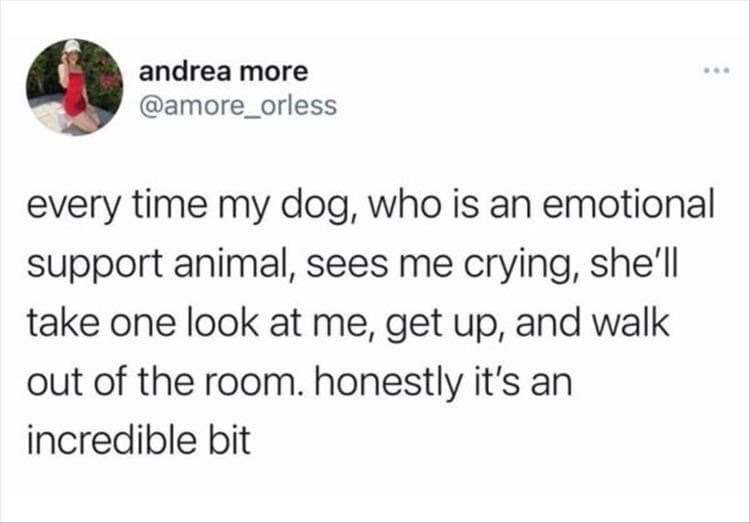 andrea more
@amore_orless
every time my dog, who is an emotional
support animal, sees me crying, she'll
take one look at me, get up, and walk
out of the room. honestly it's an
incredible bit